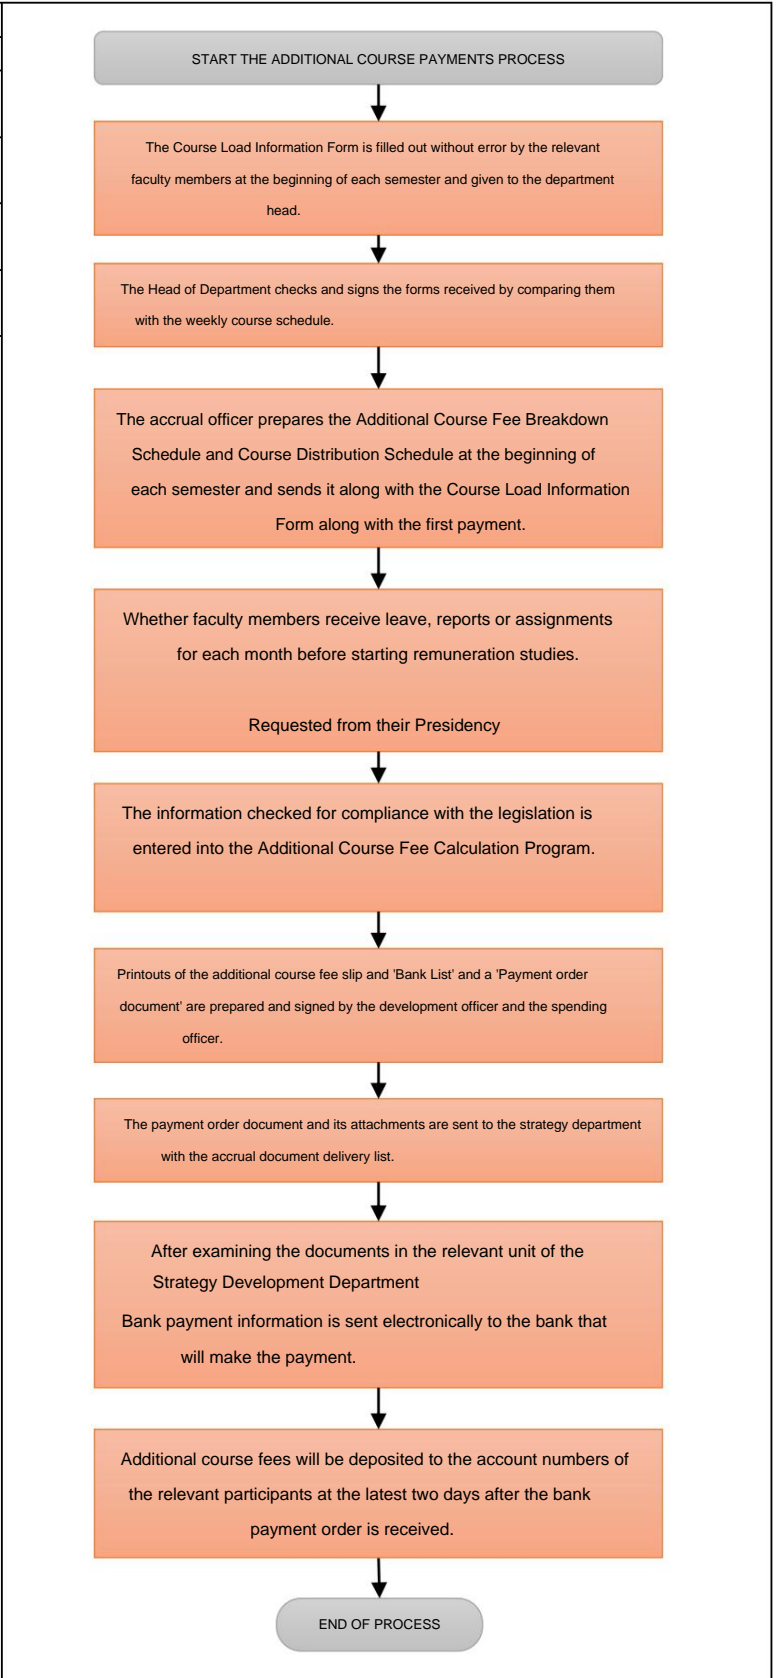 START THE ADDITIONAL COURSE PAYMENTS PROCESS
The Course Load Information Form is filled out without error by the relevant
faculty members at the beginning of each semester and given to the department
head.
The Head of Department checks and signs the forms received by comparing them
with the weekly course schedule.
The accrual officer prepares the Additional Course Fee Breakdown
Schedule and Course Distribution Schedule at the beginning of
each semester and sends it along with the Course Load Information
Form along with the first payment.
Whether faculty members receive leave, reports or assignments
for each month before starting remuneration studies.
Requested from their Presidency
The information checked for compliance with the legislation is
entered into the Additional Course Fee Calculation Program.
Printouts of the additional course fee slip and 'Bank List' and a 'Payment order
document' are prepared and signed by the development officer and the spending
officer.
The payment order document and its attachments are sent to the strategy department
with the accrual document delivery list.
After examining the documents in the relevant unit of the
Strategy Development Department
Bank payment information is sent electronically to the bank that
will make the payment.
Additional course fees will be deposited to the account numbers of
the relevant participants at the latest two days after the bank
payment order is received.
END OF PROCESS